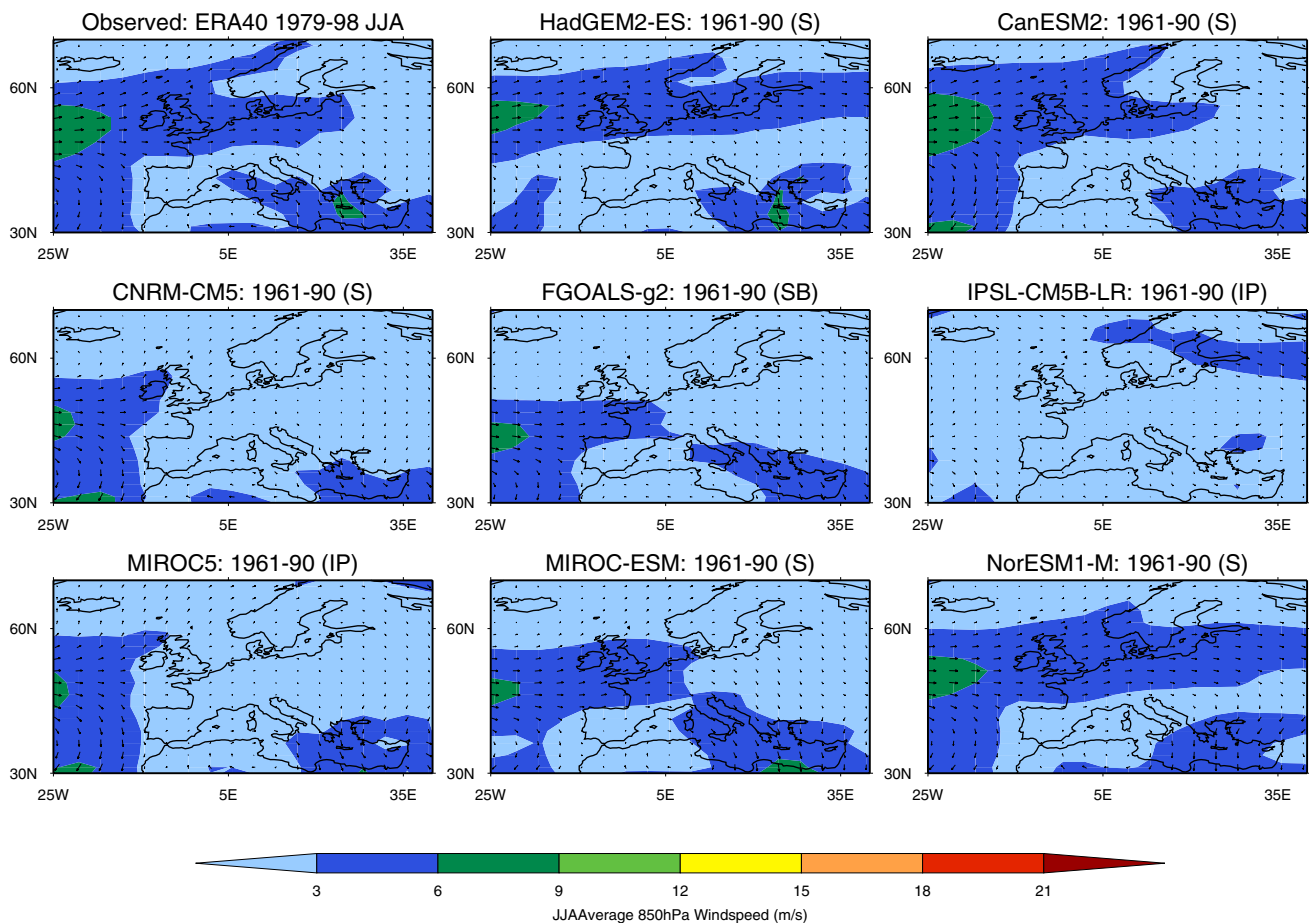 Observed: ERA40 1979-98 JJA HadGEM2-ES: 1961-90 (S) CanESM2: 1961-90 (S)
60N 60N 60N
30N 30N 30N
25W 5E 35E 25W 5E 35E 25W 5E 35E
CNRM-CM5: 1961-90 (S) FGOALS-g2: 1961-90 (SB) IPSL-CM5B-LR: 1961-90 (IP)
60N 60N 60N
30N 30N 30N
25W 5E 35E 25W 5E 35E 25W 5E 35E
MIROC5: 1961-90 (IP) MIROC-ESM: 1961-90 (S) NorESM1-M: 1961-90 (S)
60N 60N 60N
30N 30N 30N
25W 5E 35E 25W 5E 35E 25W 5E 35E
3 6 9 12 15 18 21
JJAAverage 850hPa Windspeed (m/s)